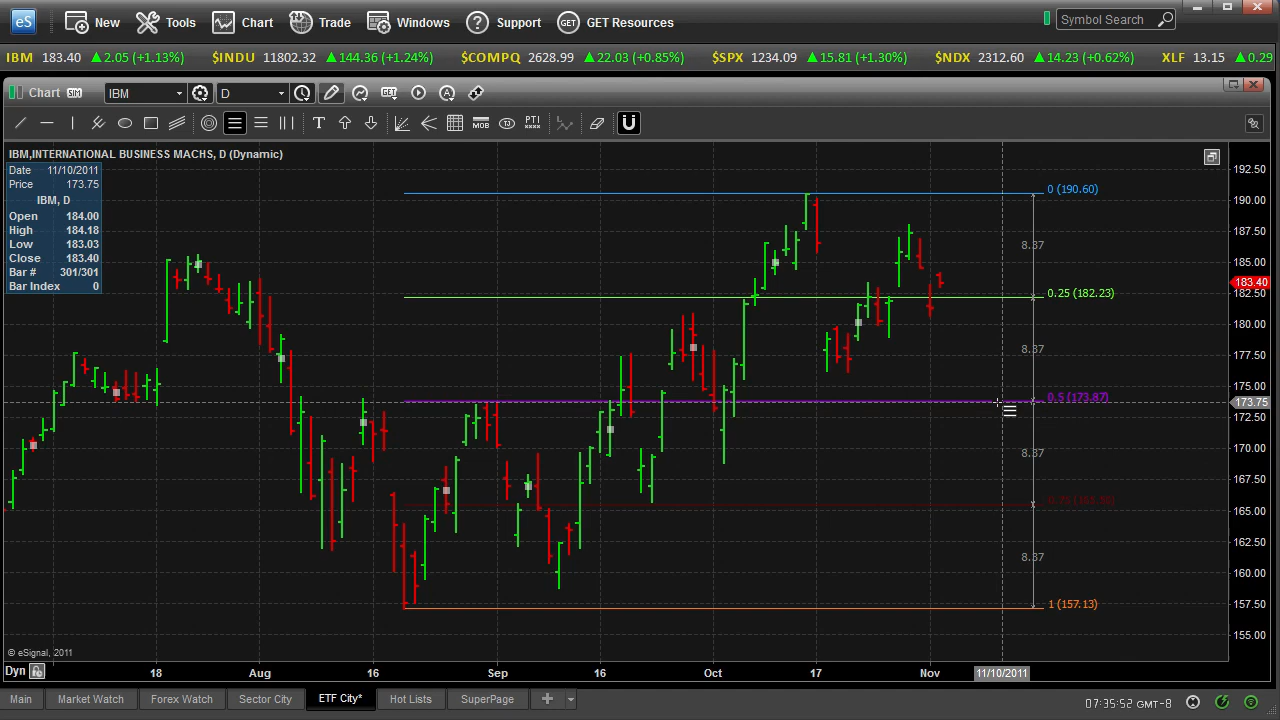 eS New Tools Chart Trade Windows Support GET GET Resources Symbol Search
IBM 183.40 ▲2.05 (+1.13%) $INDU 11802.32 ▲144.36 (+1.24%) $COMPQ 2628.99 ▲22.03 (+0.85%) $SPX 1234.09 ▲15.81 (+1.30%) $NDX 2312.60 ▲14.23 (+0.62%) XLF 13.15 ▲0.29
Chart SIM IBM D GET A
T MOB TJ PTI
IBM,INTERNATIONAL BUSINESS MACHS, D (Dynamic)
Date 11/10/2011
Price 173.75
IBM, D
Open 184.00
High 184.18
Low 183.03
Close 183.40
Bar # 301/301
Bar Index 0
0 (190.60)
8.37
0.25 (182.23)
8.37
0.5 (173.87)
8.37
8.37
1 (157.13)
192.50
190.00
187.50
185.00
183.40
182.50
180.00
177.50
175.00
173.75
172.50
170.00
167.50
165.00
162.50
160.00
157.50
155.00
© eSignal, 2011
Dyn 18 Aug 16 Sep 16 Oct 17 Nov 11/10/2011
Main Market Watch Forex Watch Sector City ETF City* Hot Lists SuperPage +
07:35:52 GMT-8